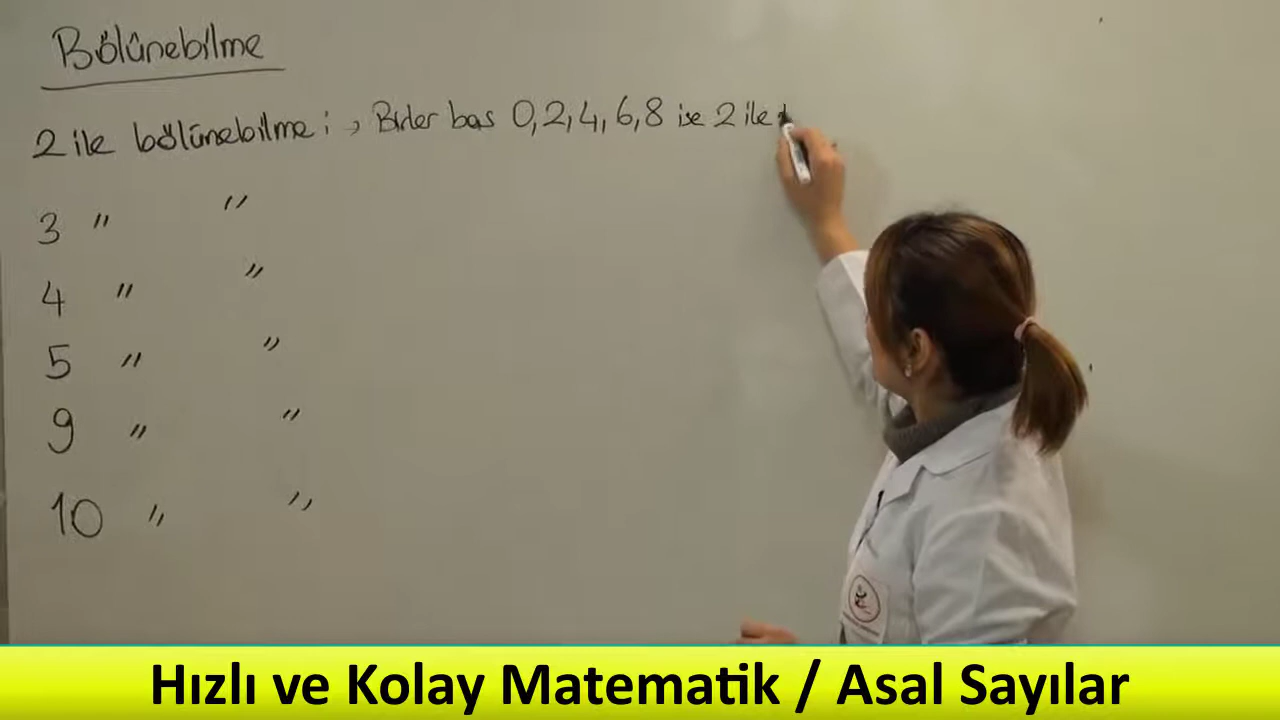 Bölünebilme
2 ile bölünebilme : → Birler bas 0, 2, 4, 6, 8 ise 2 ile
3 " "
4 " "
5 " "
9 " "
10 " "
Hızlı ve Kolay Matematik / Asal Sayılar